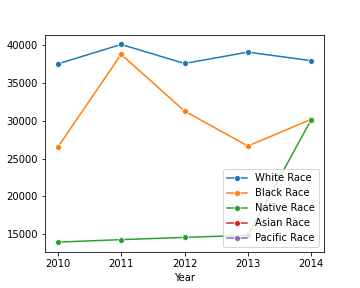 40000
35000
30000
25000
20000
15000
2010 2011 2012 2013 2014
Year
White Race
Black Race
Native Race
Asian Race
Pacific Race